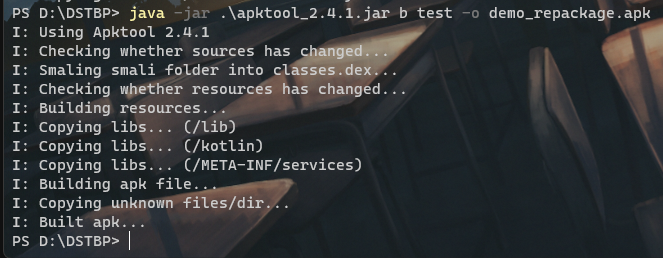 PS D:\DSTBP> java -jar .\apktool_2.4.1.jar b test -o demo_repackage.apk
I: Using Apktool 2.4.1
I: Checking whether sources has changed...
I: Smaling smali folder into classes.dex...
I: Checking whether resources has changed...
I: Building resources...
I: Copying libs... (/lib)
I: Copying libs... (/kotlin)
I: Copying libs... (/META-INF/services)
I: Building apk file...
I: Copying unknown files/dir...
I: Built apk...
PS D:\DSTBP>